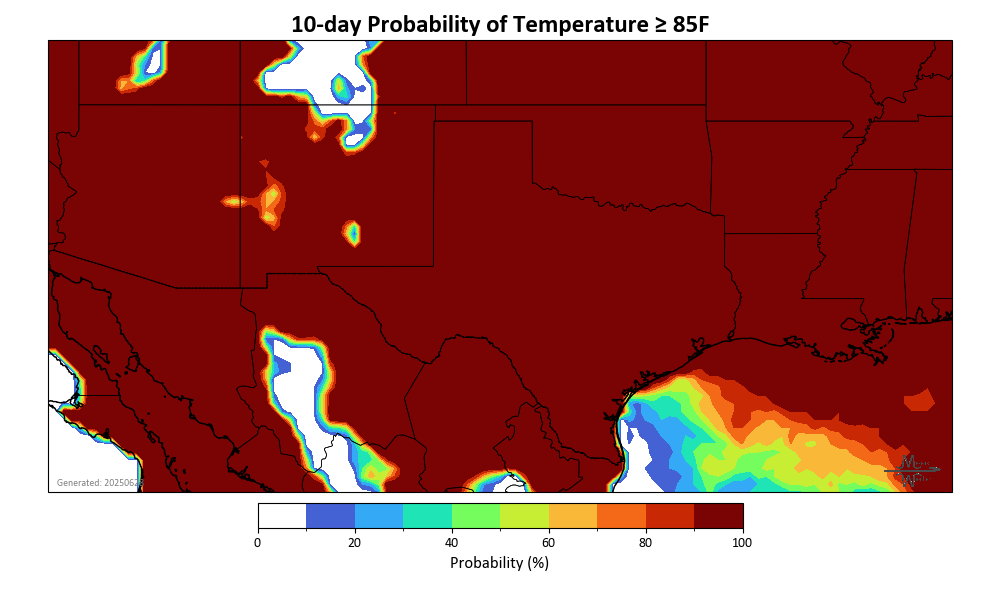 10-day Probability of Temperature ≥ 85F
Generated: 2025062
0 20 40 60 80 100
Probability (%)